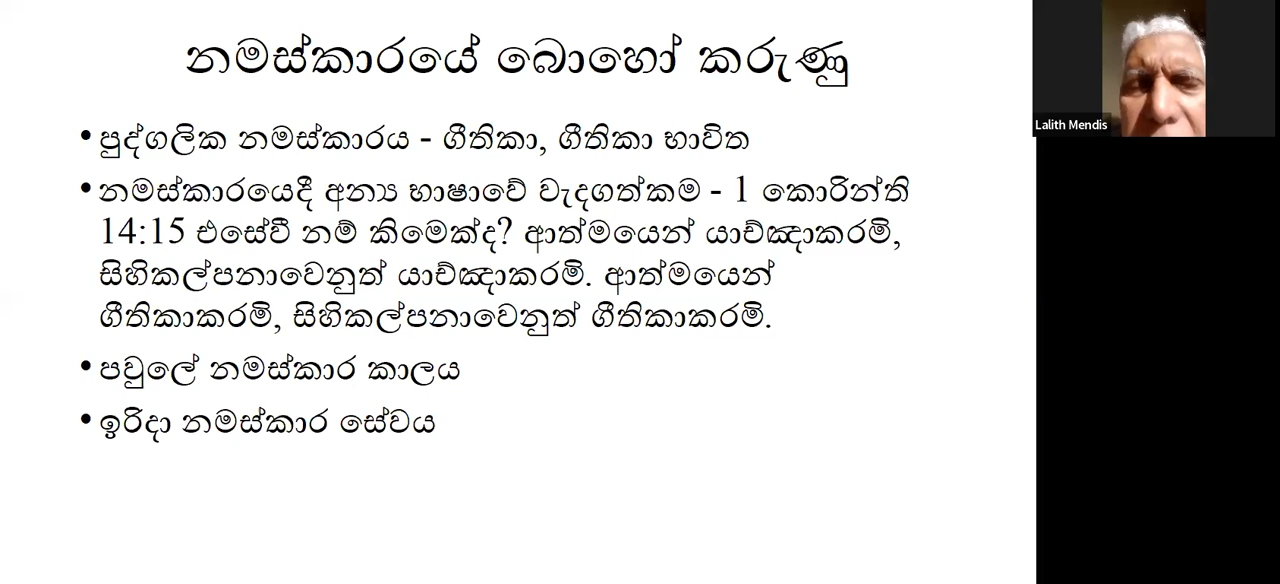 නමස්කාරයේ බොහෝ කරුණු
• පුද්ගලික නමස්කාරය - ගීතිකා, ගීතිකා භාවිත
• නමස්කාරයෙදී අන්‍ය භාෂාවේ වැදගත්කම - 1 කොරින්ති
14:15 එසේවී නම් කිමෙක්ද? ආත්මයෙන් යාච්ඤාකරමි,
සිහිකල්පනාවෙනුත් යාච්ඤාකරමි. ආත්මයෙන්
ගීතිකාකරමි, සිහිකල්පනාවෙනුත් ගීතිකාකරමි.
• පවුලේ නමස්කාර කාලය
• ඉරිදා නමස්කාර සේවය
Lalith Mendis